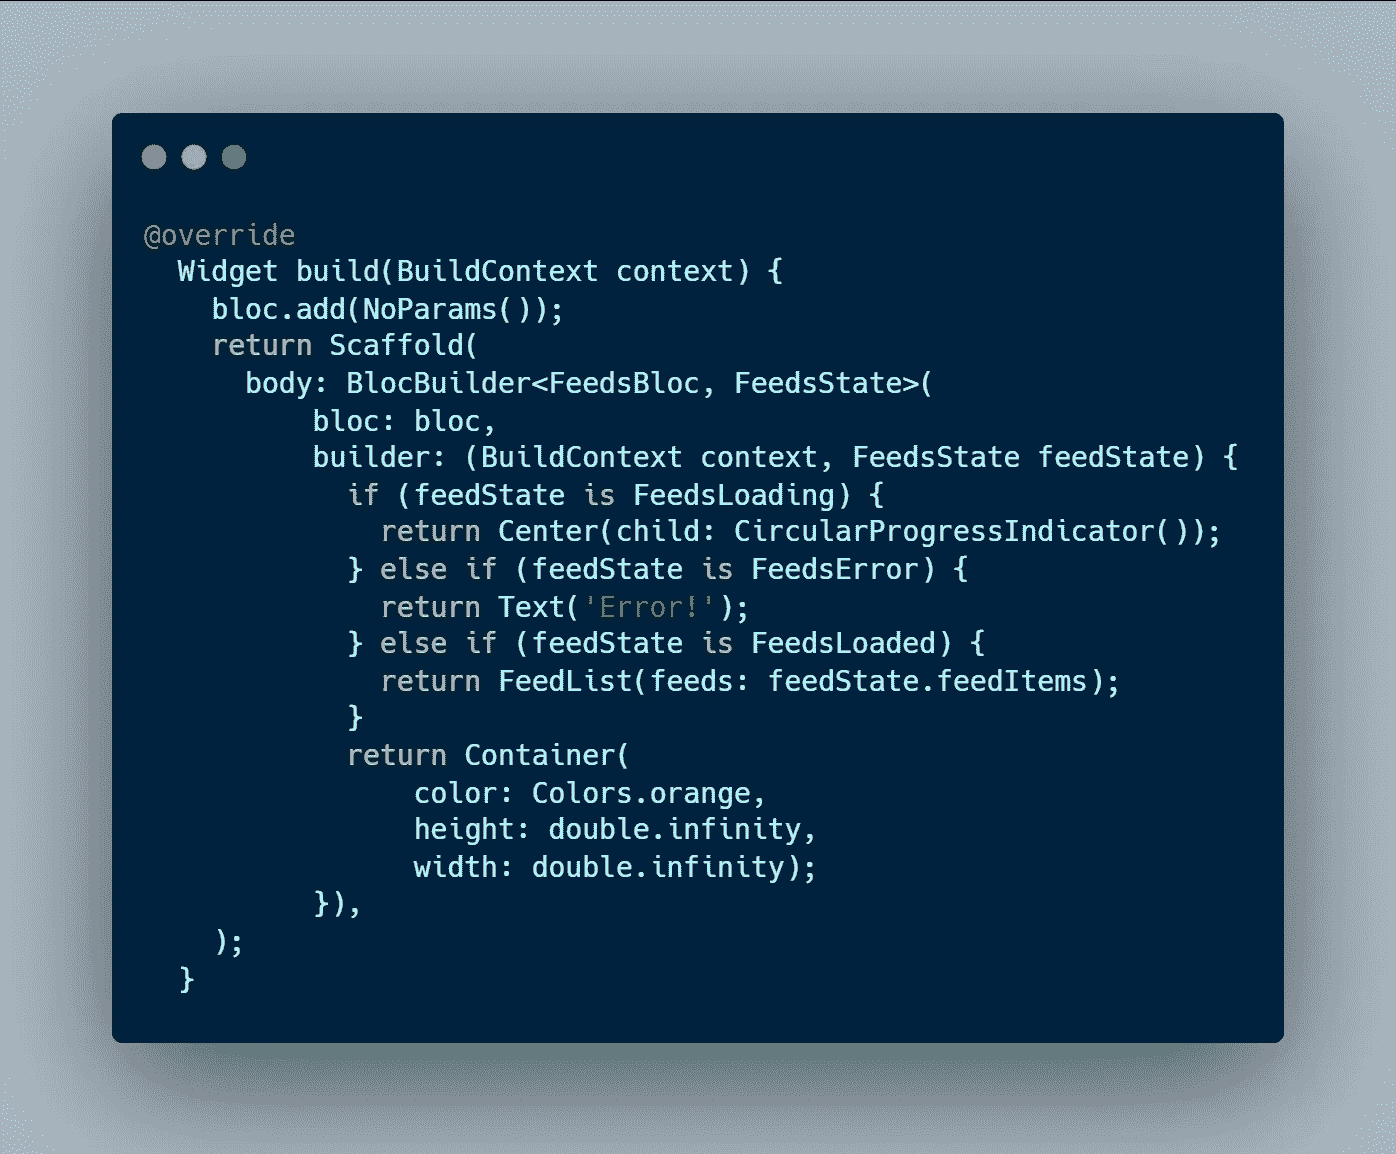 @override
  Widget build(BuildContext context) {
    bloc.add(NoParams());
    return Scaffold(
      body: BlocBuilder<FeedsBloc, FeedsState>(
          bloc: bloc,
          builder: (BuildContext context, FeedsState feedState) {
            if (feedState is FeedsLoading) {
              return Center(child: CircularProgressIndicator());
            } else if (feedState is FeedsError) {
              return Text('Error!');
            } else if (feedState is FeedsLoaded) {
              return FeedList(feeds: feedState.feedItems);
            }
            return Container(
                color: Colors.orange,
                height: double.infinity,
                width: double.infinity);
          }),
    );
  }